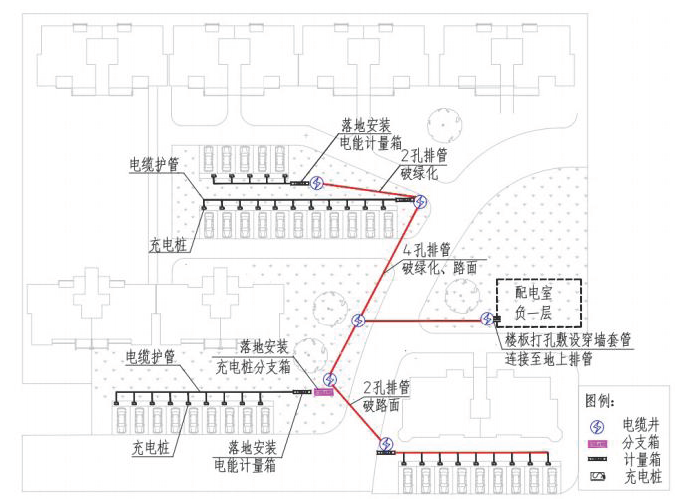 落地安装
电能计量箱
2孔排管
破绿化
电缆护管
充电桩
4孔排管
破绿化、路面
配电室
负一层
楼板打孔敷设穿墙套管
连接至地上排管
落地安装
充电桩分支箱
电缆护管
2孔排管
破路面
充电桩
落地安装
电能计量箱
图例：
电缆井
分支箱
计量箱
充电桩